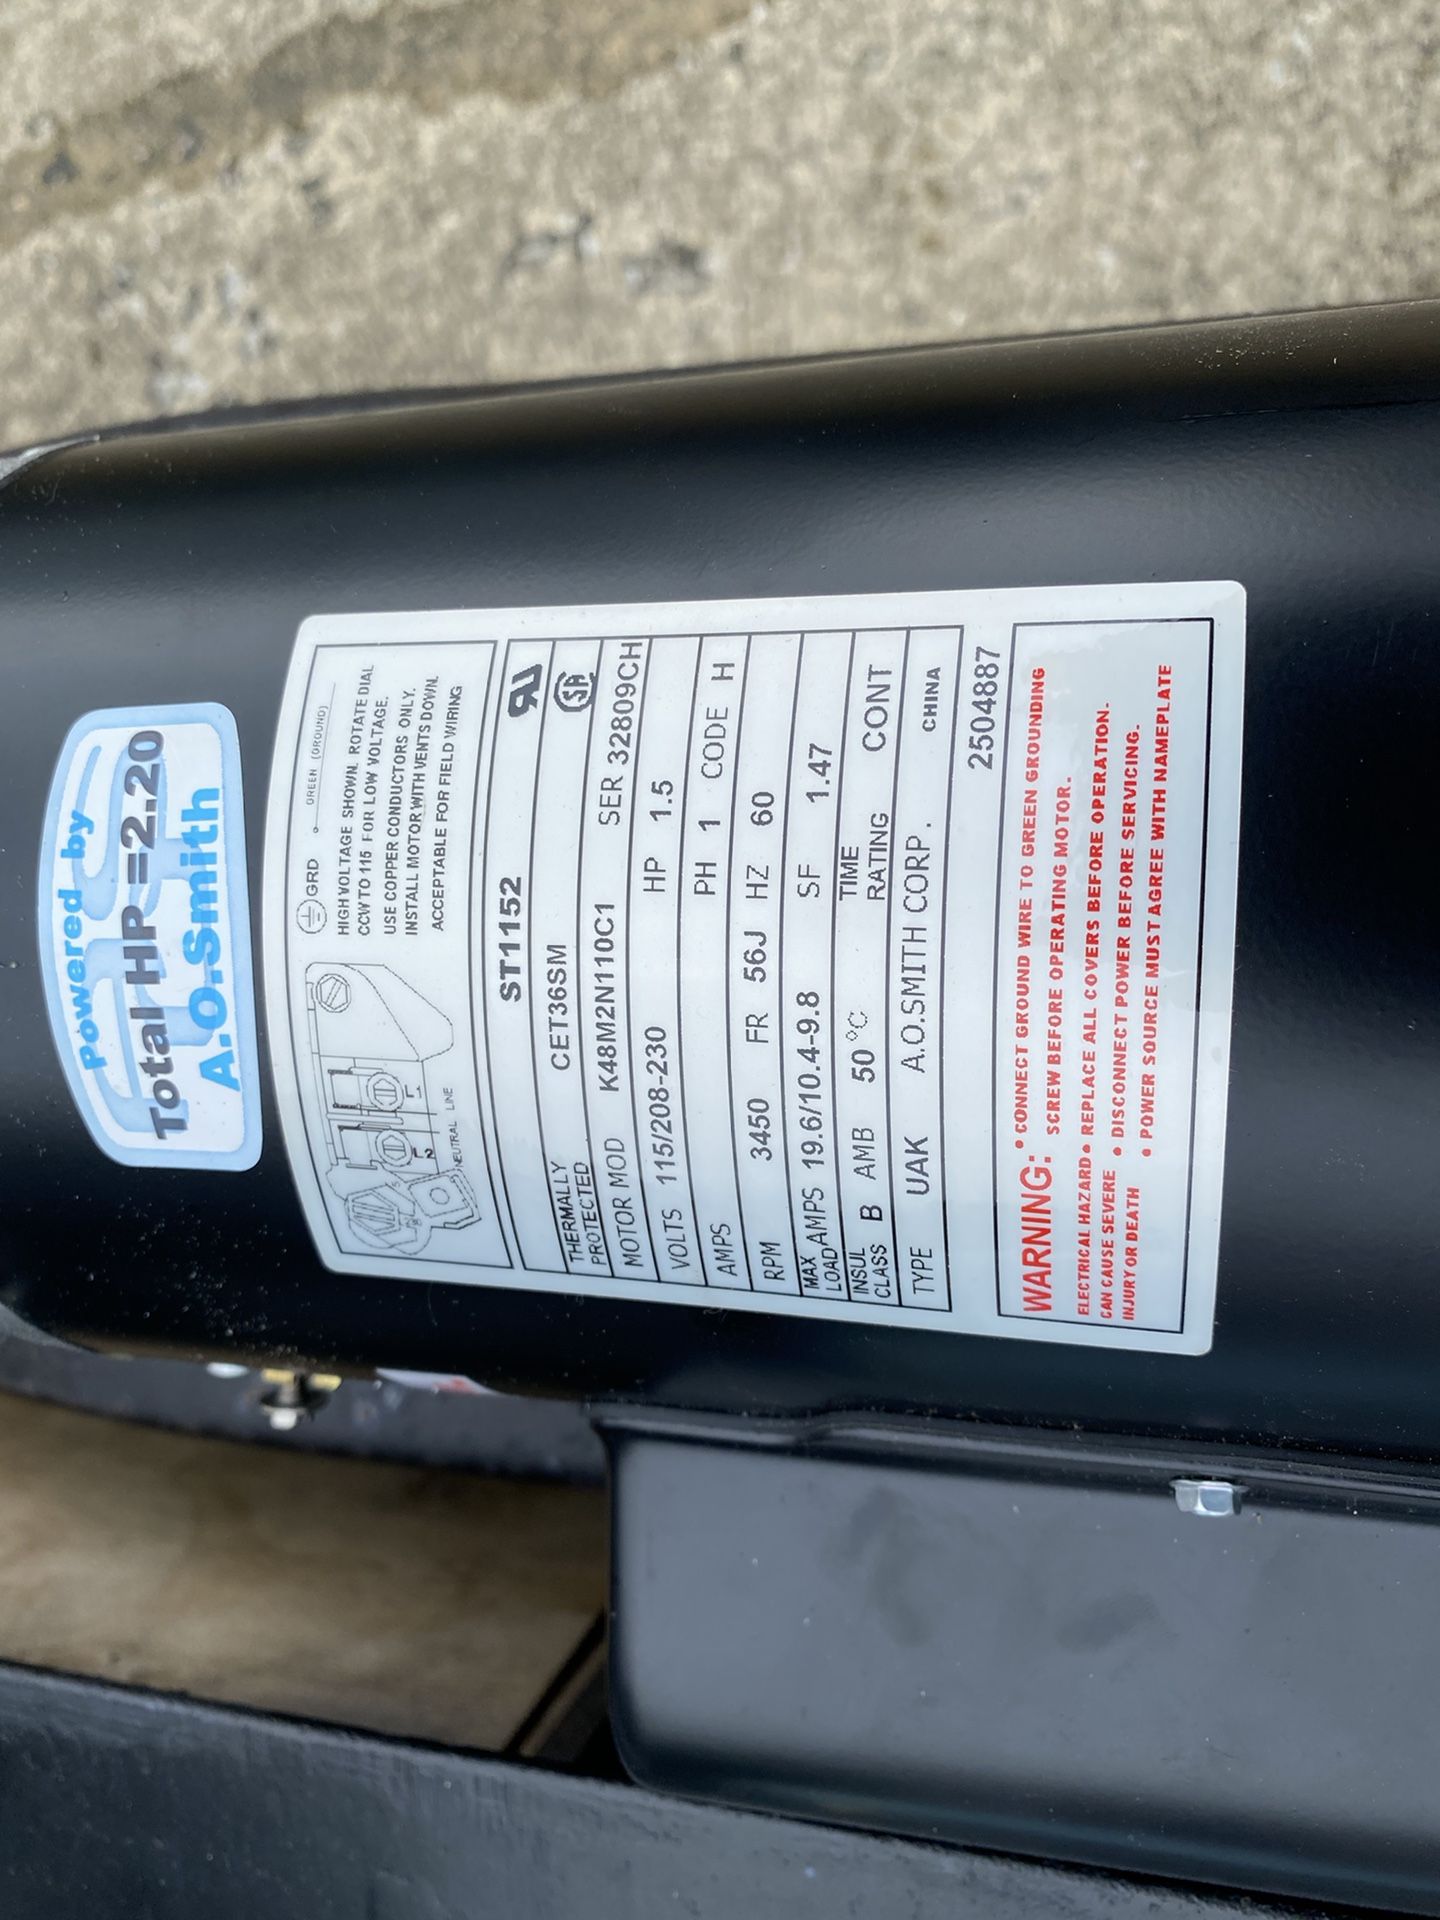 Powered by
Total HP=2.20
A.O.Smith
GRD GREEN (GROUND)
HIGH VOLTAGE SHOWN. ROTATE DIAL
CCW TO 115 FOR LOW VOLTAGE.
USE COPPER CONDUCTORS ONLY.
INSTALL MOTOR WITH VENTS DOWN.
ACCEPTABLE FOR FIELD WIRING
L2 L1
NEUTRAL LINE
ST1152
THERMALLY
PROTECTED CET36SM SA
MOTOR MOD K48M2N110C1 SER 32809CH
VOLTS 115/208-230 HP 1.5
AMPS PH 1 CODE H
RPM 3450 FR 56J HZ 60
MAX
LOAD AMPS 19.6/10.4-9.8 SF 1.47
INSUL
CLASS B AMB 50°C TIME
RATING CONT
TYPE UAK A.O.SMITH CORP. CHINA
2504887
WARNING: • CONNECT GROUND WIRE TO GREEN GROUNDING
SCREW BEFORE OPERATING MOTOR.
ELECTRICAL HAZARD • REPLACE ALL COVERS BEFORE OPERATION.
CAN CAUSE SEVERE • DISCONNECT POWER BEFORE SERVICING.
INJURY OR DEATH • POWER SOURCE MUST AGREE WITH NAMEPLATE